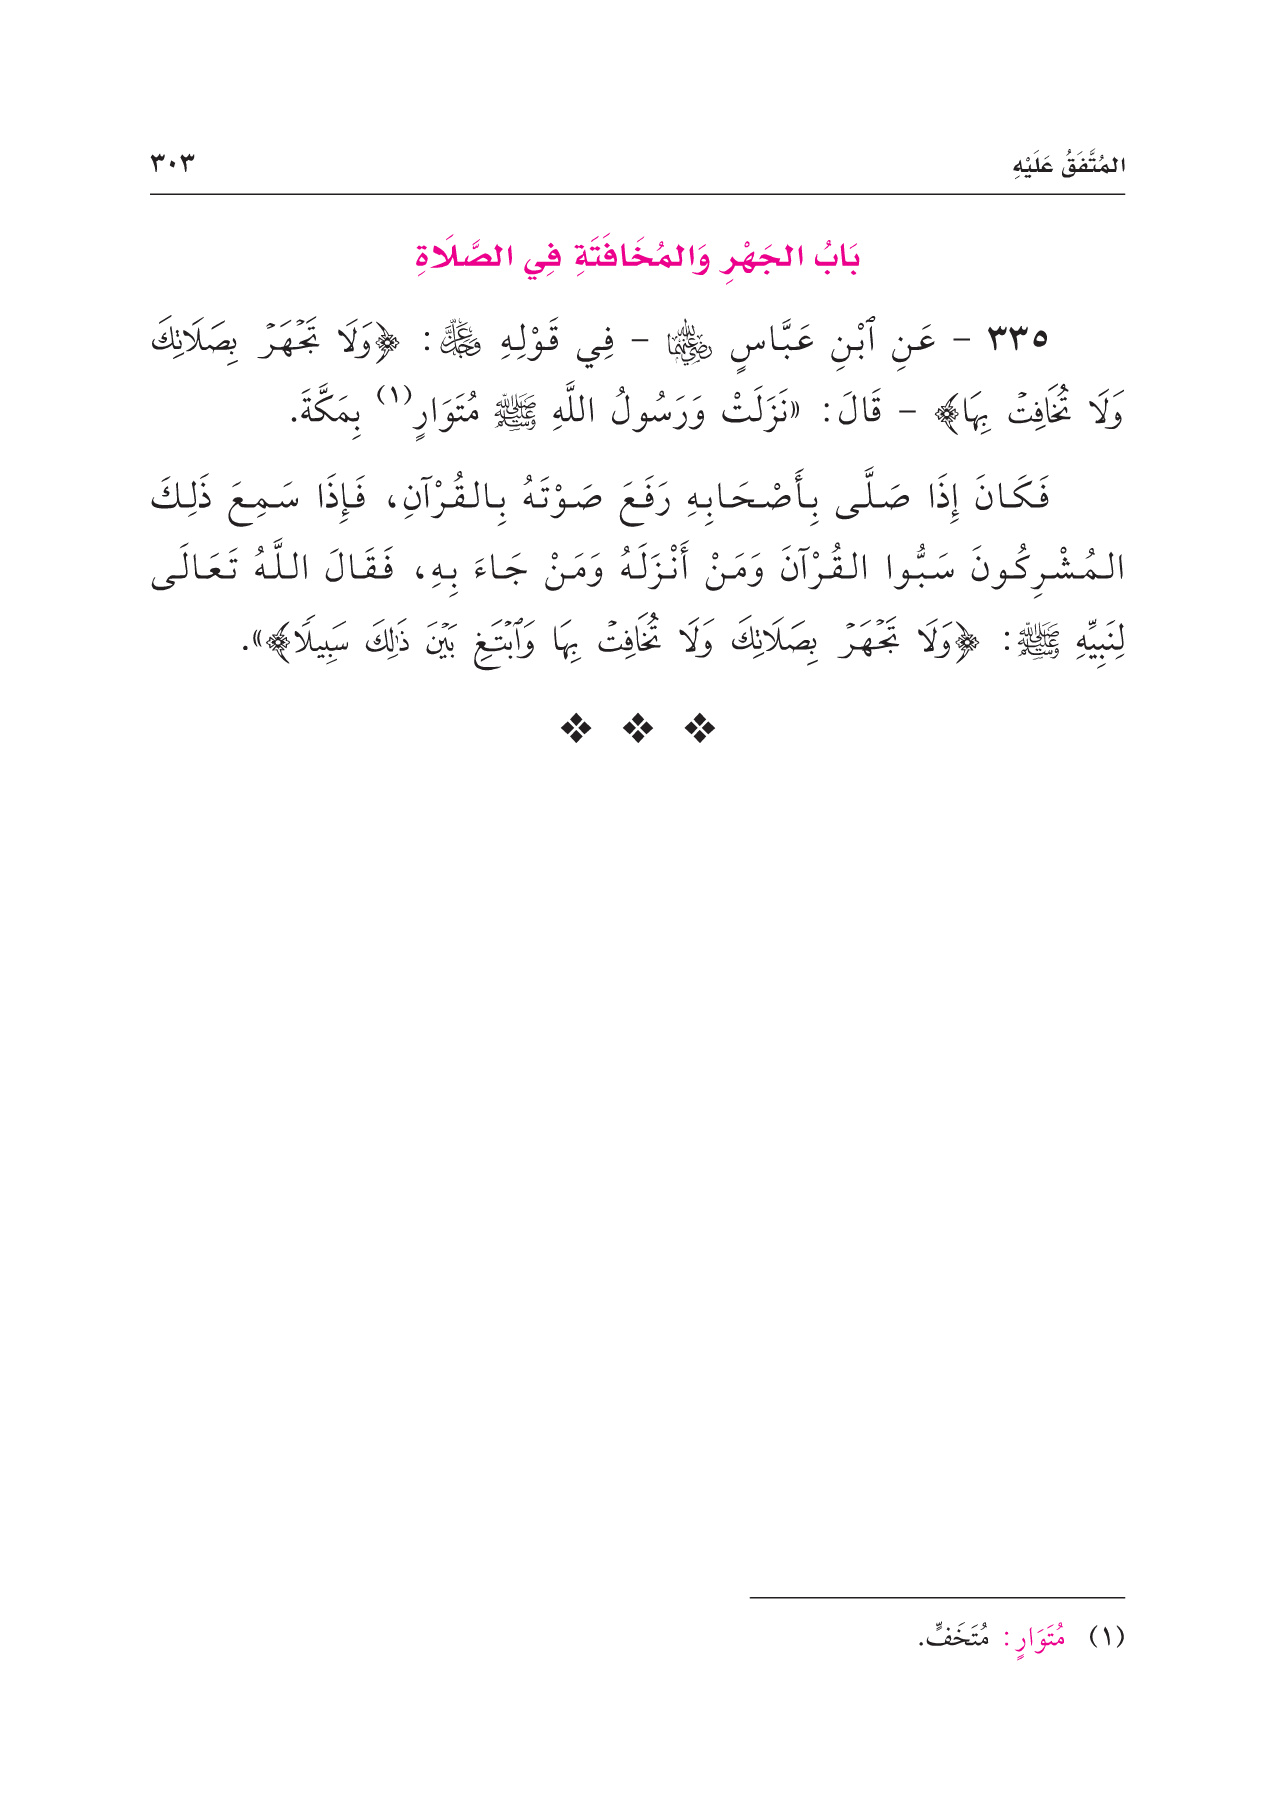 المُتَّفَقُ عَلَيْهِ ٣٠٣
بَابُ الجَهْرِ وَالمُخَافَتَةِ فِي الصَّلَاةِ
٣٣٥ - عَنِ ٱبْنِ عَبَّاسٍ رضي الله عنهما - فِي قَوْلِهِ عز وجل: ﴿وَلَا تَجۡهَرۡ بِصَلَاتِكَ
وَلَا تُخَافِتۡ بِهَا﴾ - قَالَ: «نَزَلَتْ وَرَسُولُ اللَّهِ ﷺ مُتَوَارٍ(١) بِمَكَّةَ.
فَكَانَ إِذَا صَلَّى بِأَصْحَابِهِ رَفَعَ صَوْتَهُ بِالقُرْآنِ، فَإِذَا سَمِعَ ذَلِكَ
المُشْرِكُونَ سَبُّوا القُرْآنَ وَمَنْ أَنْزَلَهُ وَمَنْ جَاءَ بِهِ، فَقَالَ اللَّهُ تَعَالَى
لِنَبِيِّهِ ﷺ: ﴿وَلَا تَجۡهَرۡ بِصَلَاتِكَ وَلَا تُخَافِتۡ بِهَا وَٱبۡتَغِ بَيۡنَ ذَٰلِكَ سَبِيلًا﴾».
(١) مُتَوَارٍ: مُتَخَفٍّ.